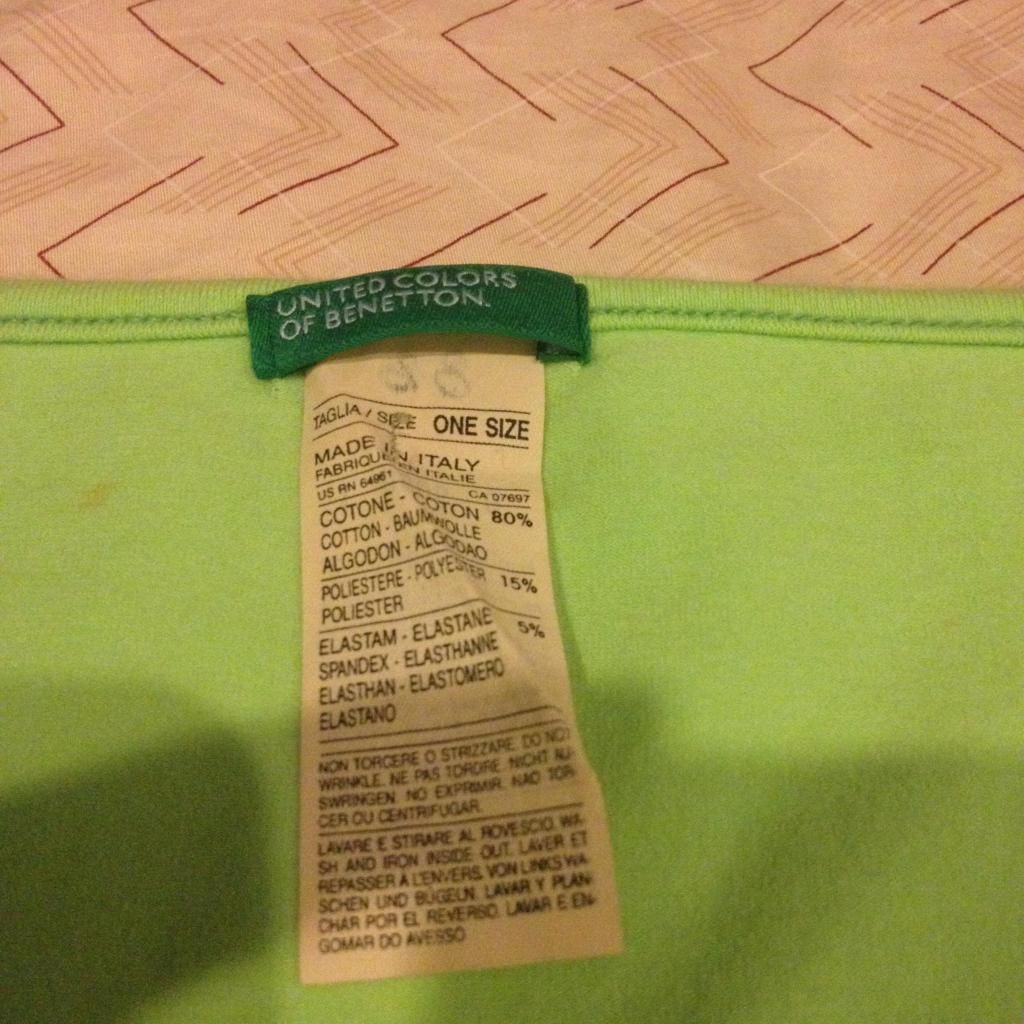 UNITED COLORS
OF BENETTON.
TAGLIA / SIZE ONE SIZE
MADE IN ITALY
FABRIQUE EN ITALIE
US RN 64961 CA 07697
COTONE - COTON 80%
COTTON - BAUMWOLLE
ALGODON - ALGODAO
POLIESTERE - POLYESTER 15%
POLIESTER
ELASTAM - ELASTANE 5%
SPANDEX - ELASTHANNE
ELASTHAN - ELASTOMERO
ELASTANO
NON TORCERE O STRIZZARE. DO NOT
WRINKLE. NE PAS TORDRE. NICHT AU-
SWRINGEN. NO EXPRIMIR. NAO TOR-
CER OU CENTRIFUGAR.
LAVARE E STIRARE AL ROVESCIO. WA-
SH AND IRON INSIDE OUT. LAVER ET
REPASSER À L'ENVERS. VON LINKS WA-
SCHEN UND BÜGELN. LAVAR Y PLAN-
CHAR POR EL REVERSO. LAVAR E EN-
GOMAR DO AVESSO